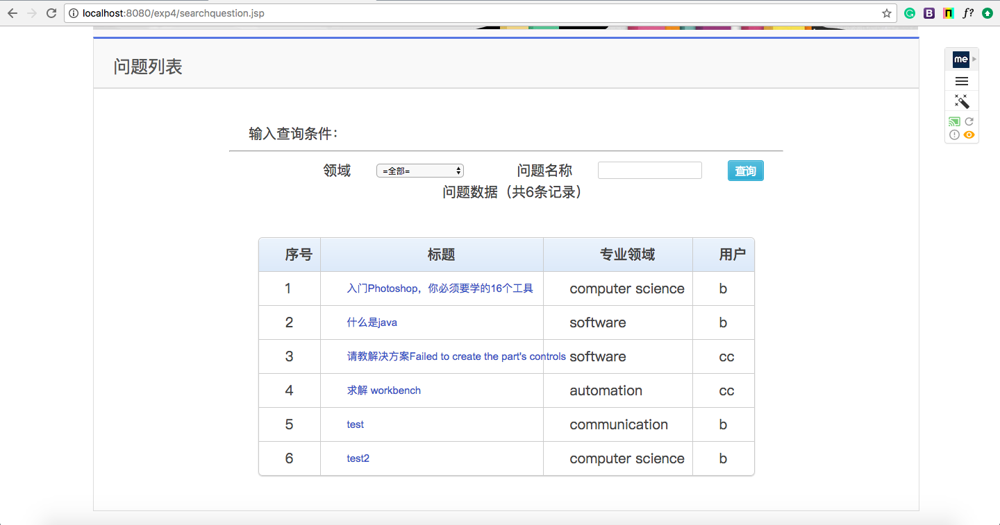 localhost:8080/exp4/searchquestion.jsp
f?
me
问题列表
输入查询条件：
领域 =全部= 问题名称 查询
问题数据（共6条记录）
序号 标题 专业领域 用户
1 入门Photoshop，你必须要学的16个工具 computer science b
2 什么是java software b
3 请教解决方案Failed to create the part's controls software cc
4 求解 workbench automation cc
5 test communication b
6 test2 computer science b